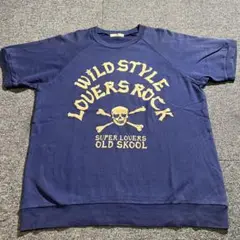 WILD STYLE
LOVERS ROCK
SUPER LOVERS
OLD SKOOL